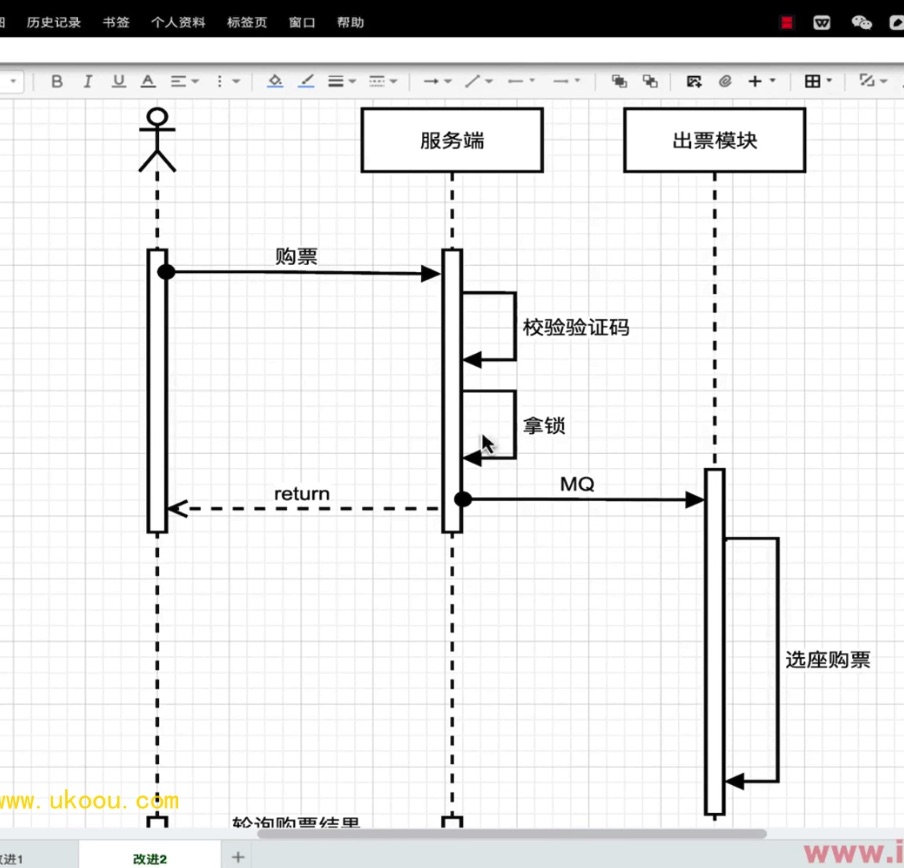 历史记录 书签 个人资料 标签页 窗口 帮助
B I U A
服务端
出票模块
购票
校验验证码
拿锁
MQ
return
选座购票
www.ukoou.com
轮询购票结果
改进1
改进2
+
www.i